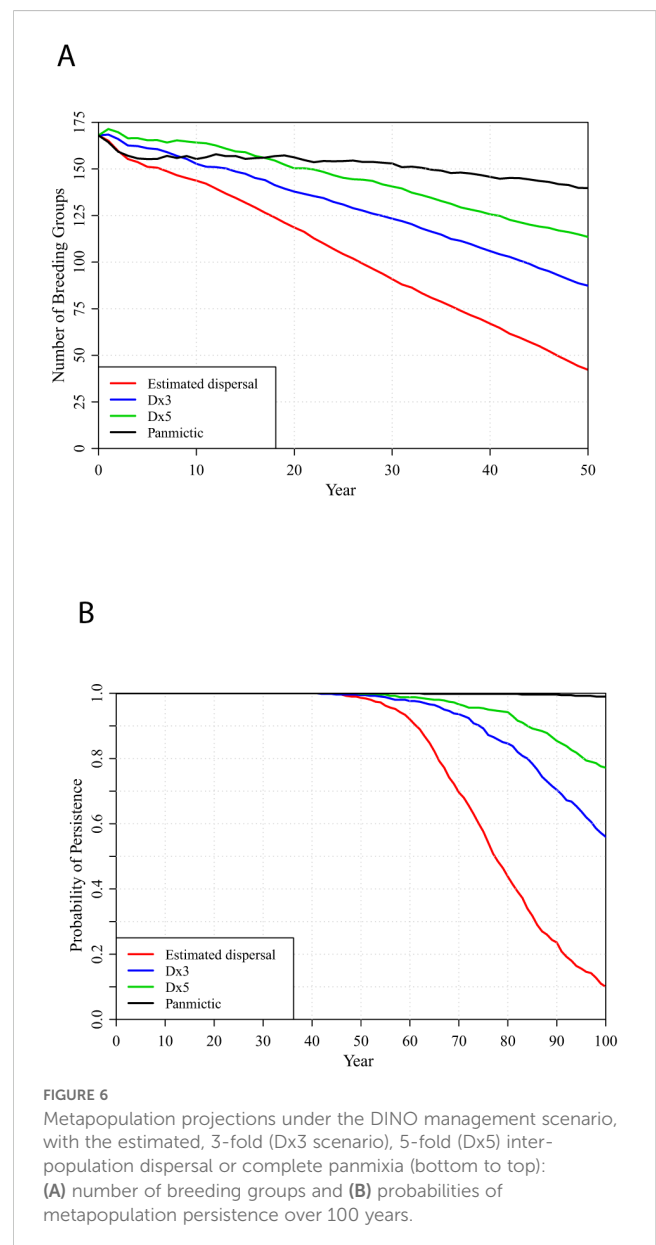 A
Number of Breeding Groups
175
150
125
100
75
50
25
0
Estimated dispersal
Dx3
Dx5
Panmictic
0 10 20 30 40 50
Year
B
Probability of Persistence
1.0
0.8
0.6
0.4
0.2
0.0
Estimated dispersal
Dx3
Dx5
Panmictic
0 10 20 30 40 50 60 70 80 90 100
Year
FIGURE 6
Metapopulation projections under the DINO management scenario,
with the estimated, 3-fold (Dx3 scenario), 5-fold (Dx5) inter-
population dispersal or complete panmixia (bottom to top):
(A) number of breeding groups and (B) probabilities of
metapopulation persistence over 100 years.